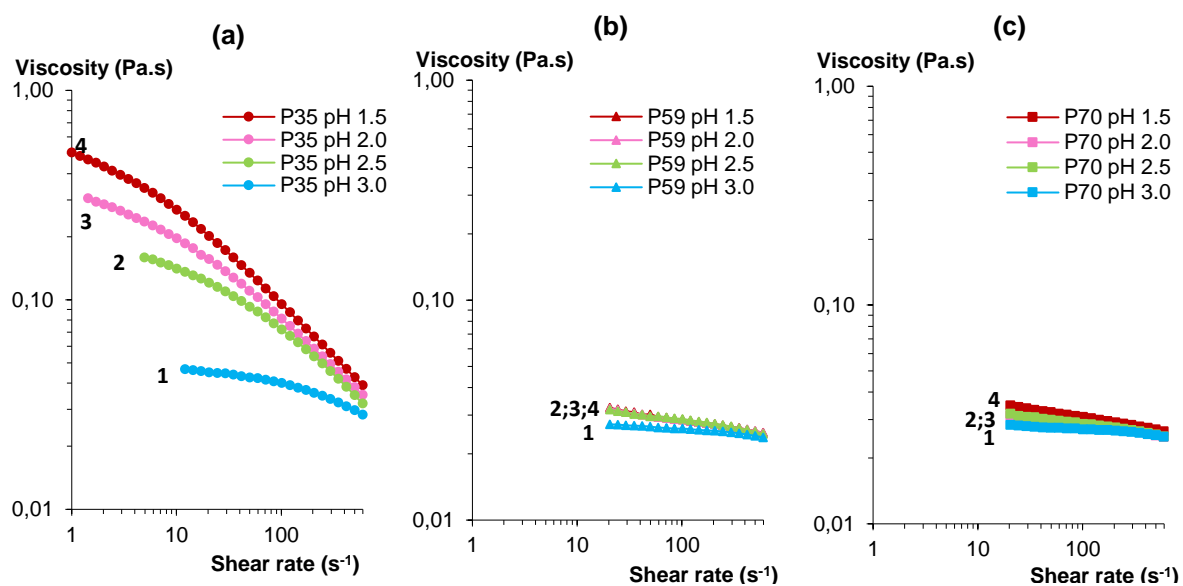 (a)
Viscosity (Pa.s)
1,00
0,10
0,01
1
10
100
Shear rate (s⁻¹)
P35 pH 1.5
P35 pH 2.0
P35 pH 2.5
P35 pH 3.0
4
3
2
1
(b)
Viscosity (Pa.s)
1,00
0,10
0,01
1
10
100
Shear rate (s⁻¹)
P59 pH 1.5
P59 pH 2.0
P59 pH 2.5
P59 pH 3.0
2;3;4
1
(c)
Viscosity (Pa.s)
1,00
0,10
0,01
1
10
100
Shear rate (s⁻¹)
P70 pH 1.5
P70 pH 2.0
P70 pH 2.5
P70 pH 3.0
4
2;3
1